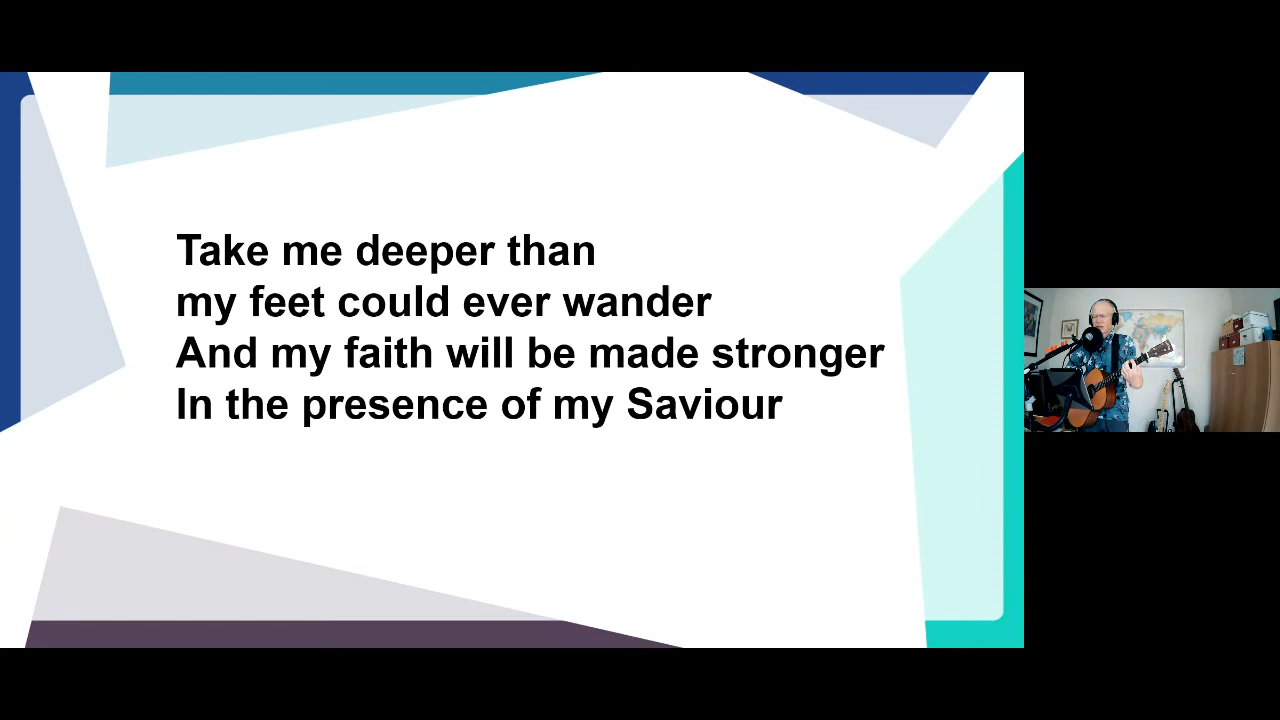 Take me deeper than
my feet could ever wander
And my faith will be made stronger
In the presence of my Saviour